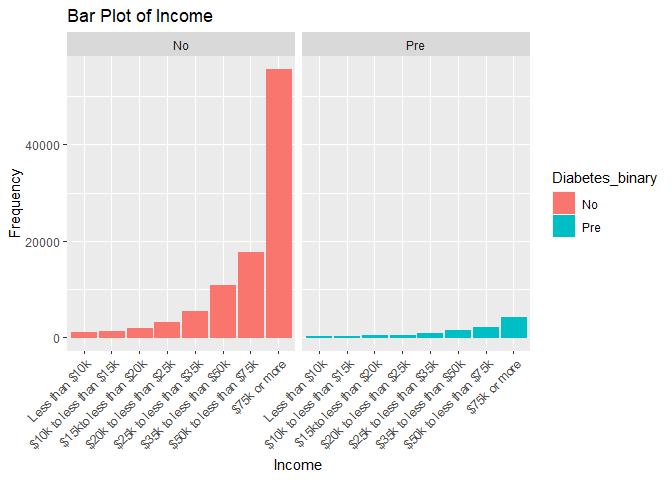 Bar Plot of Income
No
Pre
Frequency
40000
20000
0
Less than $10k
$10k to less than $15k
$15kto less than $20k
$20k to less than $25k
$25k to less than $35k
$35k to less than $50k
$50k to less than $75k
$75k or more
Less than $10k
$10k to less than $15k
$15kto less than $20k
$20k to less than $25k
$25k to less than $35k
$35k to less than $50k
$50k to less than $75k
$75k or more
Income
Diabetes_binary
No
Pre